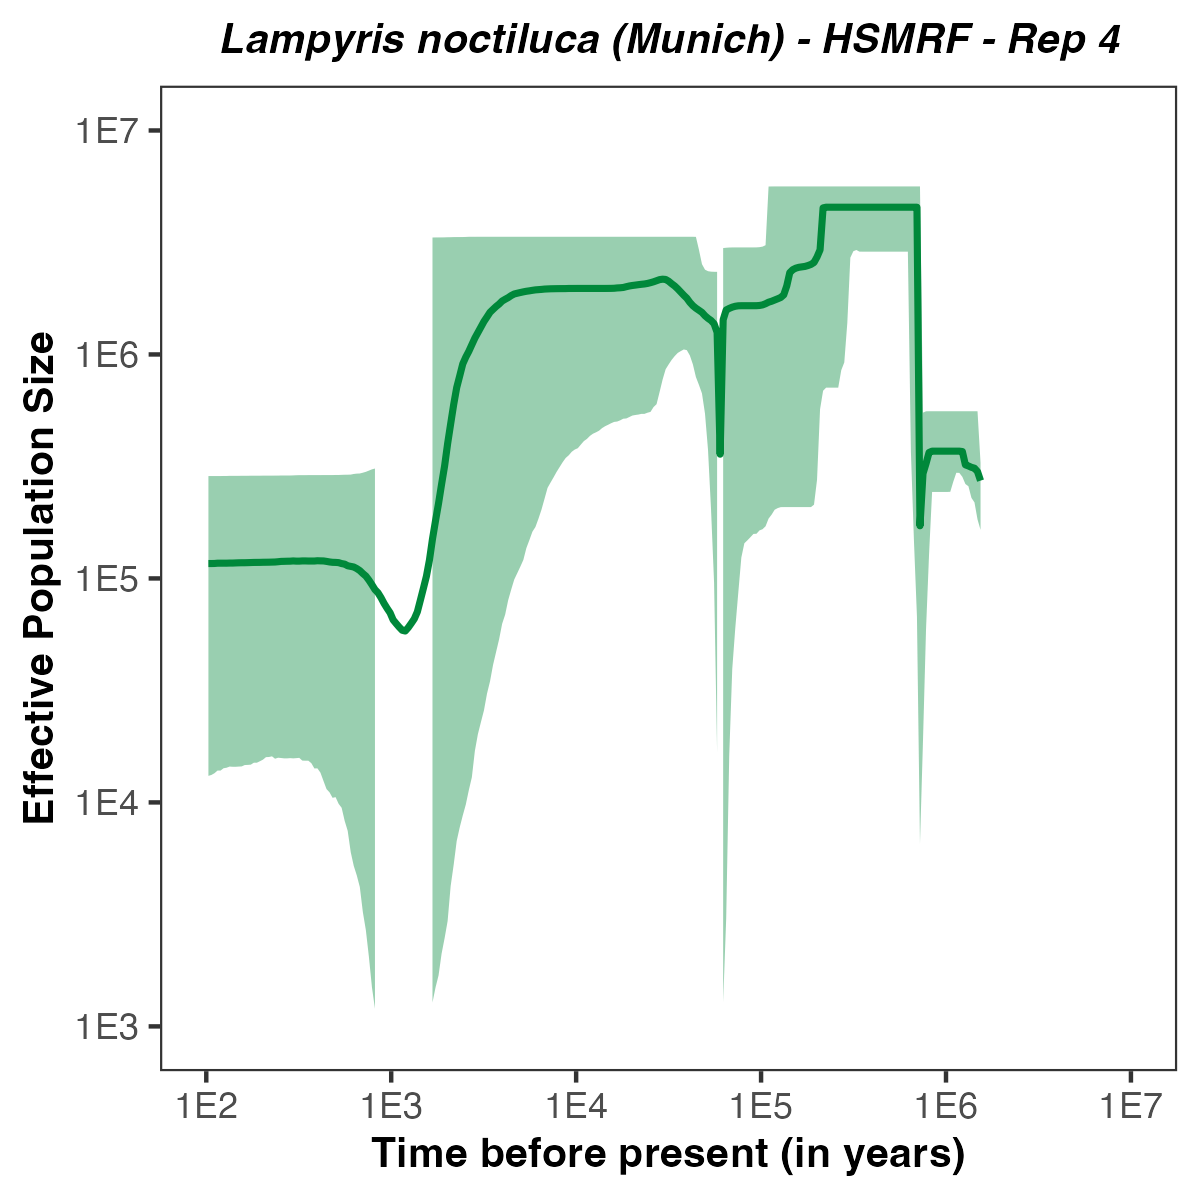 Lampyris noctiluca (Munich) - HSMRF - Rep 4
1E7
1E6
1E5
1E4
1E3
Effective Population Size
1E2 1E3 1E4 1E5 1E6 1E7
Time before present (in years)